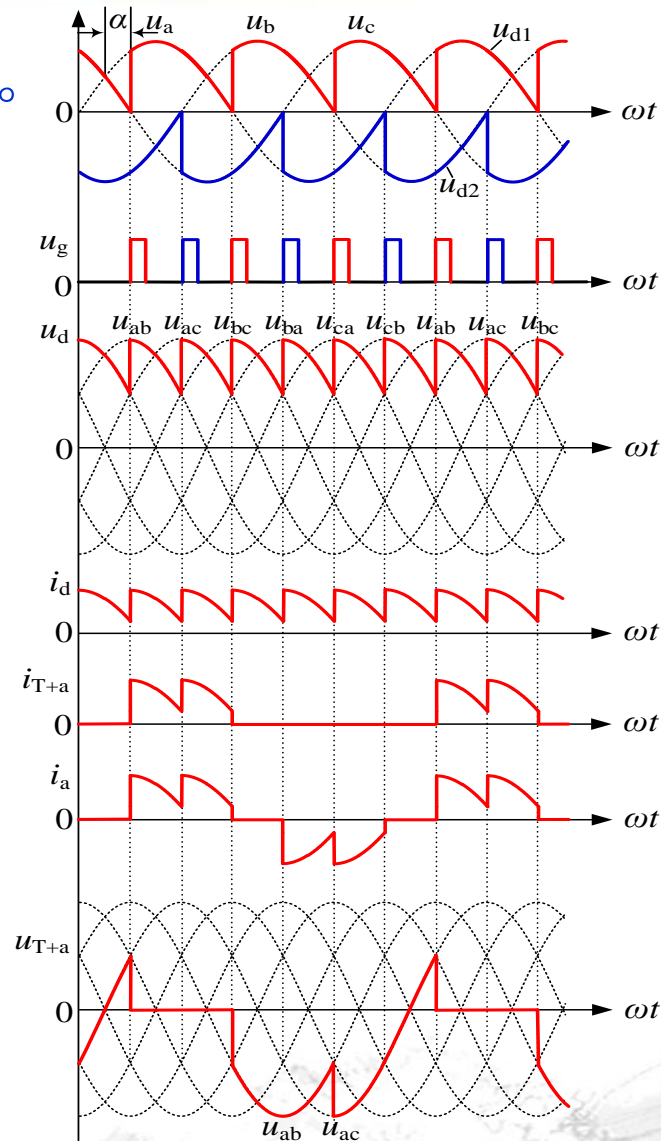 α u_a u_b u_c u_d1
。
0 ωt
u_d2
u_g
0 ωt
u_d u_ab u_ac u_bc u_ba u_ca u_cb u_ab u_ac u_bc
0 ωt
i_d
0 ωt
i_T+a
0 ωt
i_a
0 ωt
u_T+a
0 ωt
u_ab u_ac